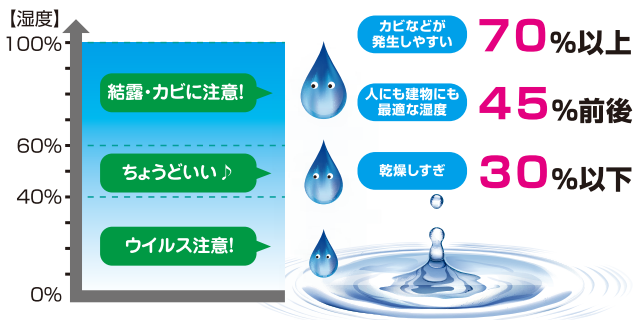 【湿度】
100%
60%
40%
0%
結露・カビに注意!
ちょうどいい♪
ウイルス注意!
カビなどが
発生しやすい
70%以上
人にも建物にも
最適な湿度
45%前後
乾燥しすぎ
30%以下